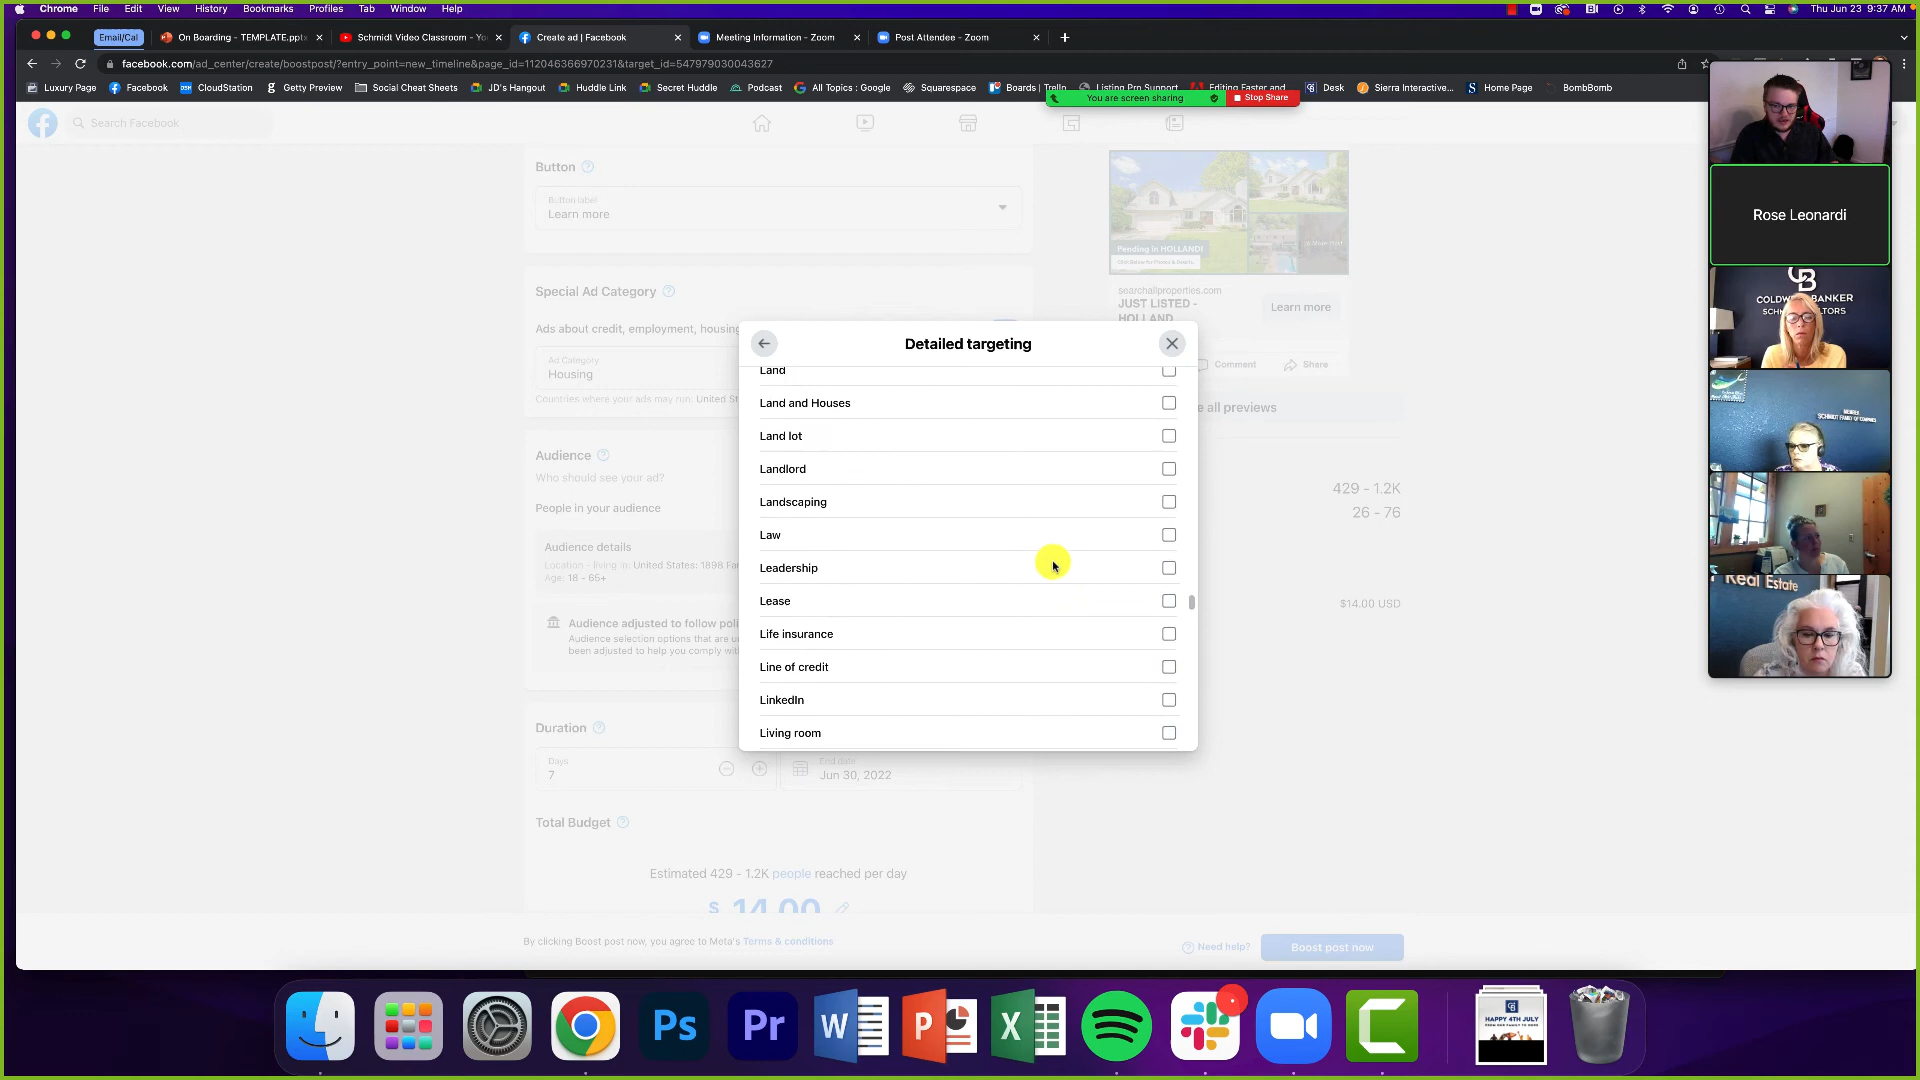 Chrome File Edit View History Bookmarks Profiles Tab Window Help
Thu Jun 23 9:37 AM
Email/Cal
On Boarding - TEMPLATE.pptx
Schmidt Video Classroom - Yo
Create ad | Facebook
Meeting Information - Zoom
Post Attendee - Zoom
facebook.com/ad_center/create/boostpost/?entry_point=new_timeline&page_id=112046366970231&target_id=547979030043627
Luxury Page
Facebook
CloudStation
Getty Preview
Social Cheat Sheets
JD's Hangout
Huddle Link
Secret Huddle
Podcast
All Topics : Google
Squarespace
Boards | Trello
Listing Pro Support
Editing Faster and
Desk
Sierra Interactive...
Home Page
BombBomb
You are screen sharing
Stop Share
Search Facebook
Button
Button label
Learn more
Special Ad Category
Ads about credit, employment, housing
Ad Category
Housing
Countries where your ads may run: United St
Audience
Who should see your ad?
People in your audience
Audience details
Location - living in: United States: 1898 Far
Age: 18 - 65+
Audience adjusted to follow poli
Audience selection options that are u
been adjusted to help you comply with
Duration
Days
7
End date
Jun 30, 2022
Total Budget
Estimated 429 - 1.2K people reached per day
$ 14.00
By clicking Boost post now, you agree to Meta's Terms & conditions
Need help?
Boost post now
Detailed targeting
Land
Land and Houses
Land lot
Landlord
Landscaping
Law
Leadership
Lease
Life insurance
Line of credit
LinkedIn
Living room
Pending in HOLLAND!
searchallproperties.com
JUST LISTED -
HOLLAND
Learn more
Comment
Share
e all previews
429 - 1.2K
26 - 76
$14.00 USD
Rose Leonardi
COLDWELL BANKER
Real Estate
Ps
Pr
W
P
X
HAPPY 4TH JULY